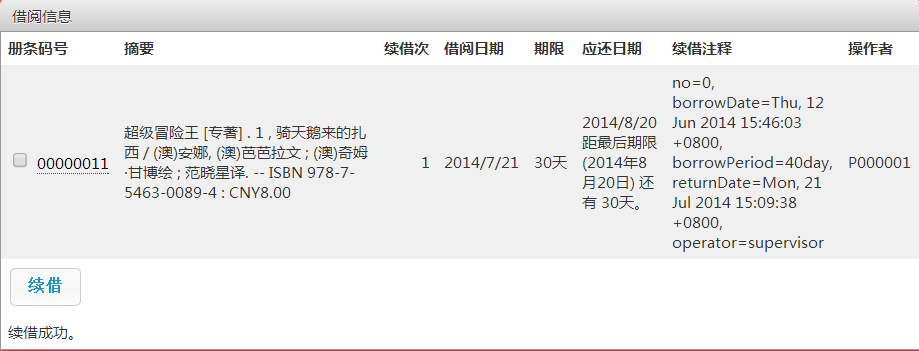 借阅信息
册条码号 摘要 续借次 借阅日期 期限 应还日期 续借注释 操作者
00000011
超级冒险王 [专著] . 1 , 骑天鹅来的扎
西 / (澳)安娜, (澳)芭芭拉文 ; (澳)奇姆
·甘博绘 ; 范晓星译. -- ISBN 978-7-
5463-0089-4 : CNY8.00
1
2014/7/21
30天
2014/8/20
距最后期限
(2014年8
月20日) 还
有 30天。
no=0,
borrowDate=Thu, 12
Jun 2014 15:46:03
+0800,
borrowPeriod=40day,
returnDate=Mon, 21
Jul 2014 15:09:38
+0800,
operator=supervisor
P000001
续借
续借成功。